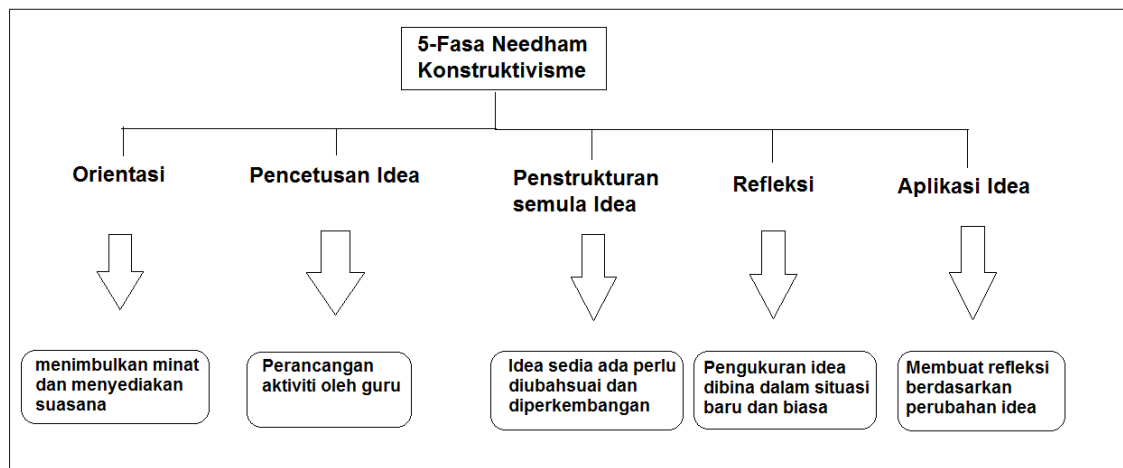 5-Fasa Needham
Konstruktivisme
Orientasi
Pencetusan Idea
Penstrukturan
semula Idea
Refleksi
Aplikasi Idea
menimbulkan minat
dan menyediakan
suasana
Perancangan
aktiviti oleh guru
Idea sedia ada perlu
diubahsuai dan
diperkembangan
Pengukuran idea
dibina dalam situasi
baru dan biasa
Membuat refleksi
berdasarkan
perubahan idea